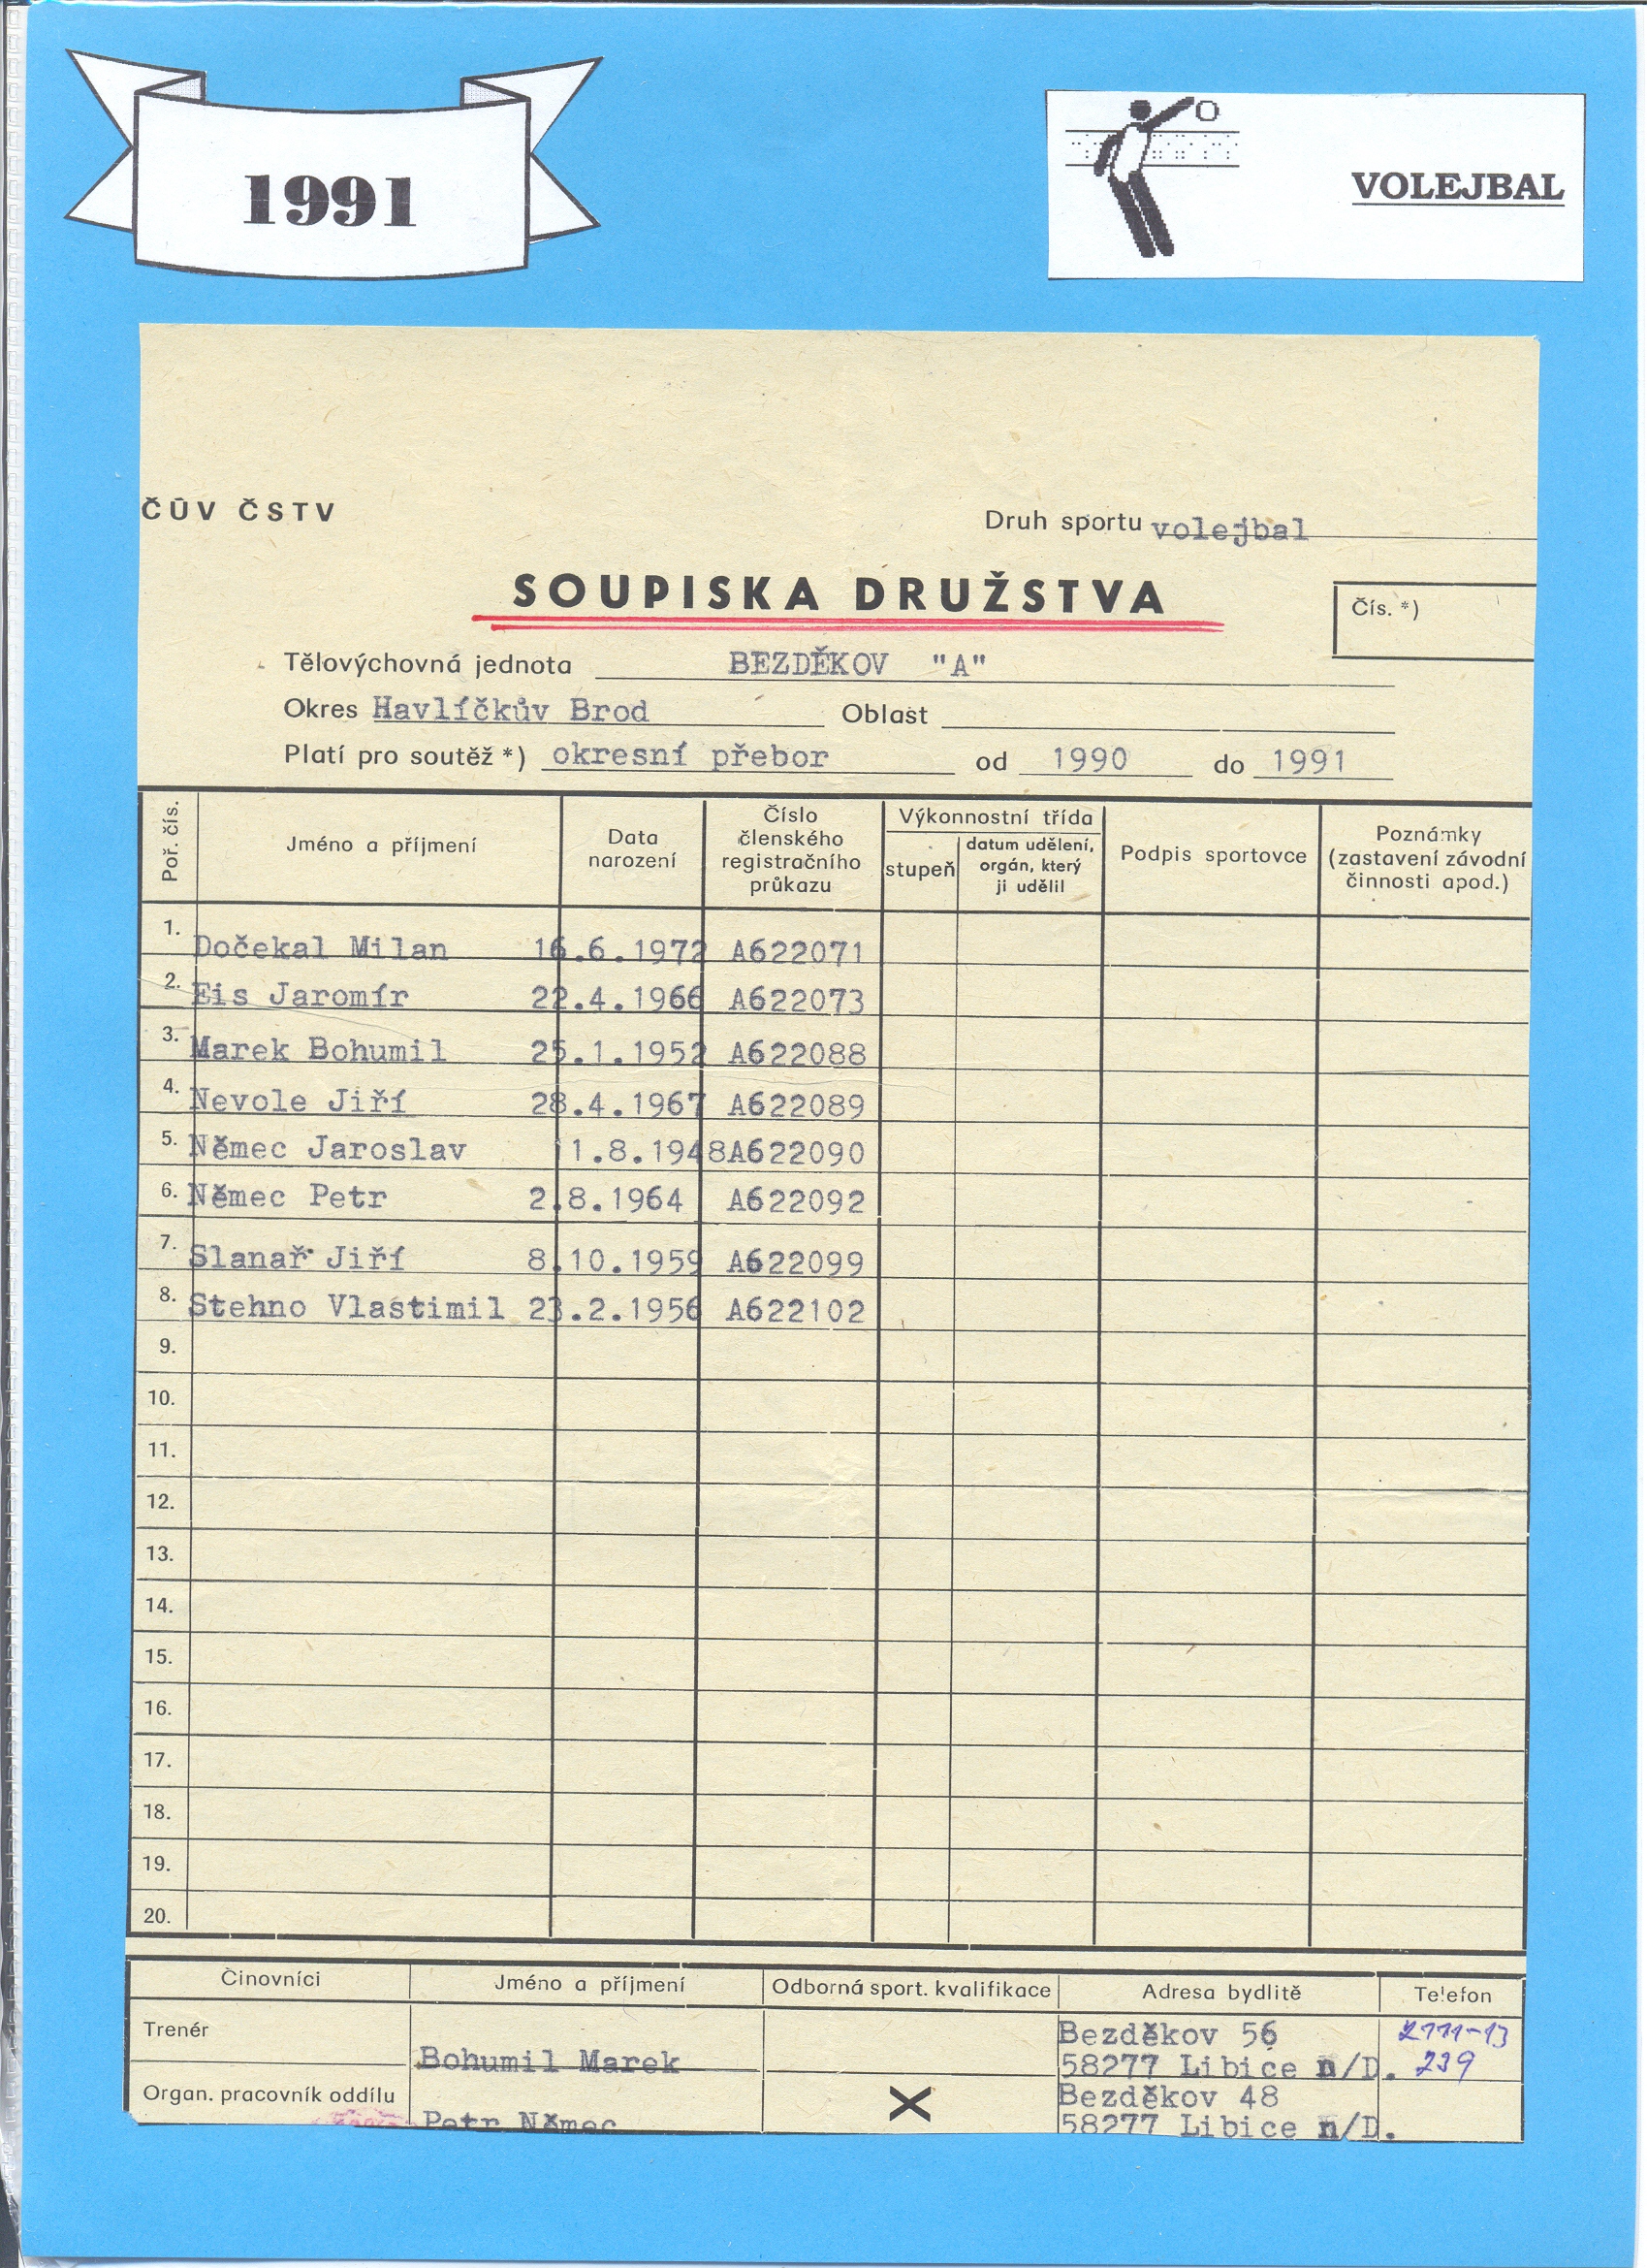 1991
VOLEJBAL
ČÚV ČSTV
Druh sportu volejbal
SOUPISKA DRUŽSTVA
Čís. *)
Tělovýchovná jednota BEZDĚKOV "A"
Okres Havlíčkův Brod Oblast
Platí pro soutěž *) okresní přebor od 1990 do 1991
Poř. čís. Jméno a příjmení Data narození Číslo členského registračního průkazu Výkonnostní třída stupeň datum udělení, orgán, který ji udělil Podpis sportovce Poznámky (zastavení závodní činnosti apod.)
1. Dočekal Milan 16.6.1972 A622071
2. Eis Jaromír 22.4.1966 A622073
3. Marek Bohumil 25.1.1952 A622088
4. Nevole Jiří 28.4.1967 A622089
5. Němec Jaroslav 11.8.1948 A622090
6. Němec Petr 2.8.1964 A622092
7. Slanař Jiří 8.10.1959 A622099
8. Stehno Vlastimil 23.2.1956 A622102
9.
10.
11.
12.
13.
14.
15.
16.
17.
18.
19.
20.
Činovníci Jméno a příjmení Odborná sport. kvalifikace Adresa bydlitě Telefon
Trenér Bohumil Marek Bezděkov 56
58277 Libice n/D. 239
Organ. pracovník oddílu Petr Němec Bezděkov 48
58277 Libice n/D.